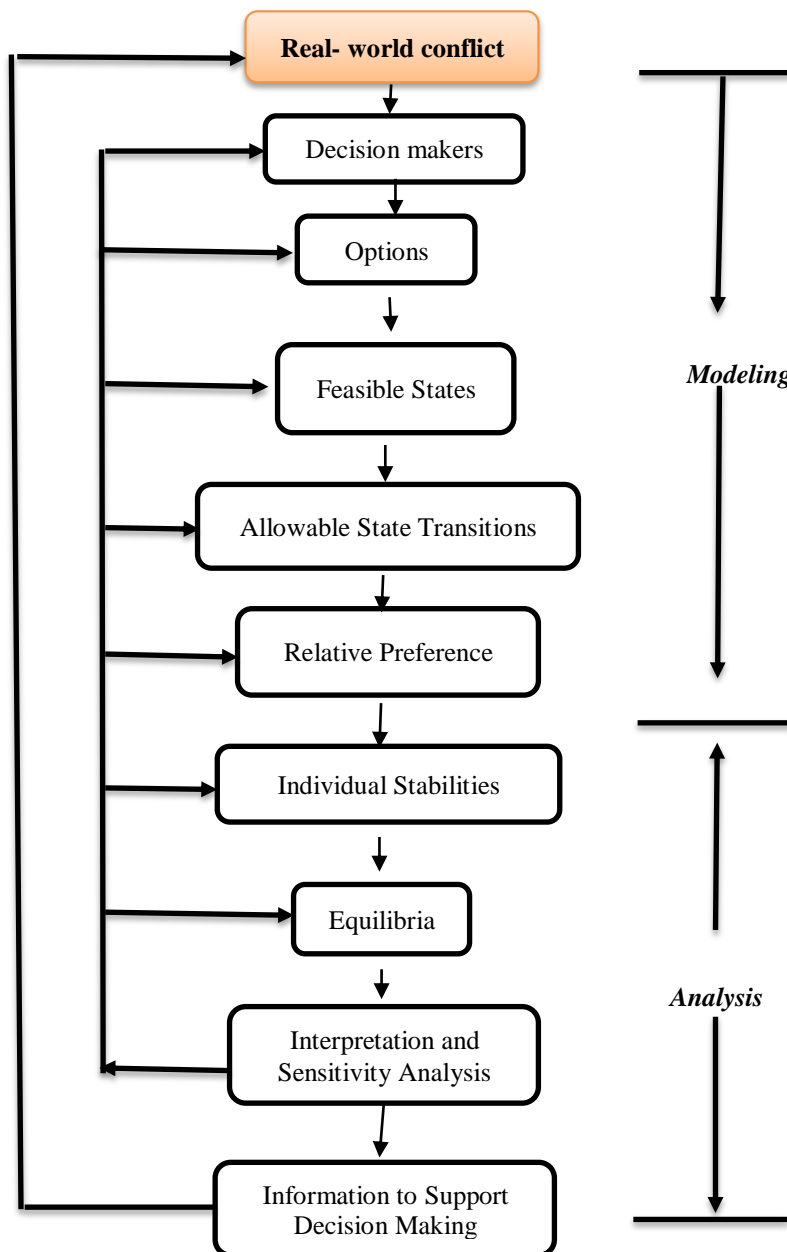 Real- world conflict
Decision makers
Options
Feasible States
Modeling
Allowable State Transitions
Relative Preference
Individual Stabilities
Equilibria
Analysis
Interpretation and
Sensitivity Analysis
Information to Support
Decision Making